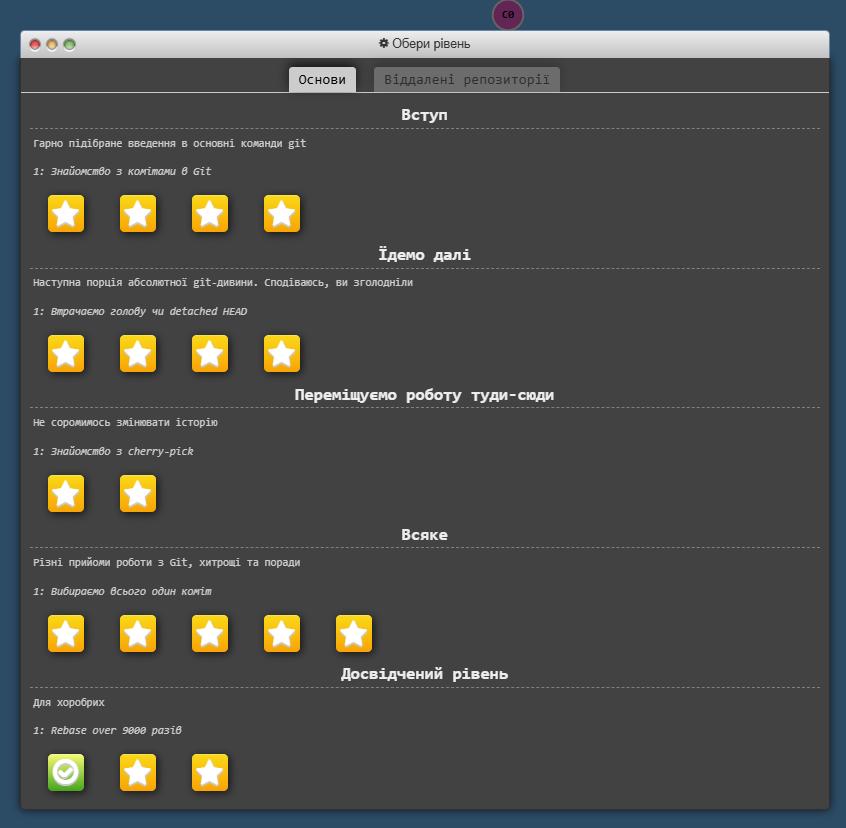 C0
Обери рівень
Основи
Віддалені репозиторії
Вступ
Гарно підібране введення в основні команди git
1: Знайомство з комітами в Git
Їдемо далі
Наступна порція абсолютної git-дивини. Сподіваюсь, ви зголодніли
1: Втрачаємо голову чи detached HEAD
Переміщуємо роботу туди-сюди
Не соромимось змінювати історію
1: Знайомство з cherry-pick
Всяке
Різні прийоми роботи з Git, хитрощі та поради
1: Вибираємо всього один коміт
Досвідчений рівень
Для хоробрих
1: Rebase over 9000 разів